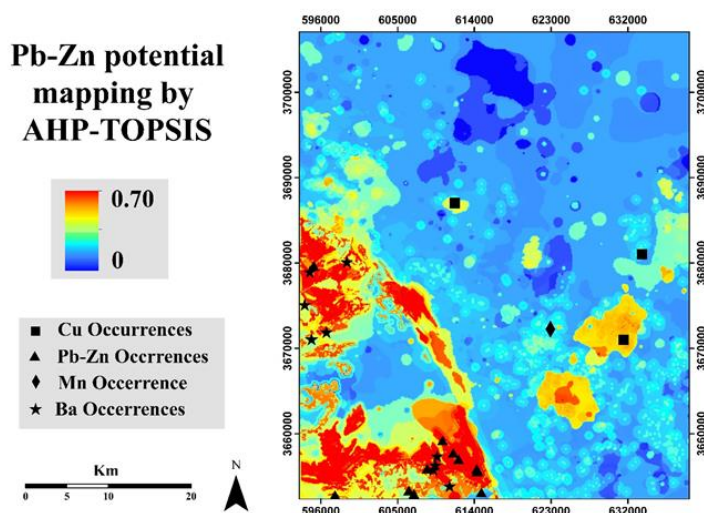 Pb-Zn potential
mapping by
AHP-TOPSIS
0.70
0
Cu Occurrences
Pb-Zn Occrrences
Mn Occerrence
Ba Occerrences
Km
0 5 10 20
N
596000 605000 614000 623000 632000
3700000
3690000
3680000
3670000
3660000
3700000
3690000
3680000
3670000
3660000
596000 605000 614000 623000 632000